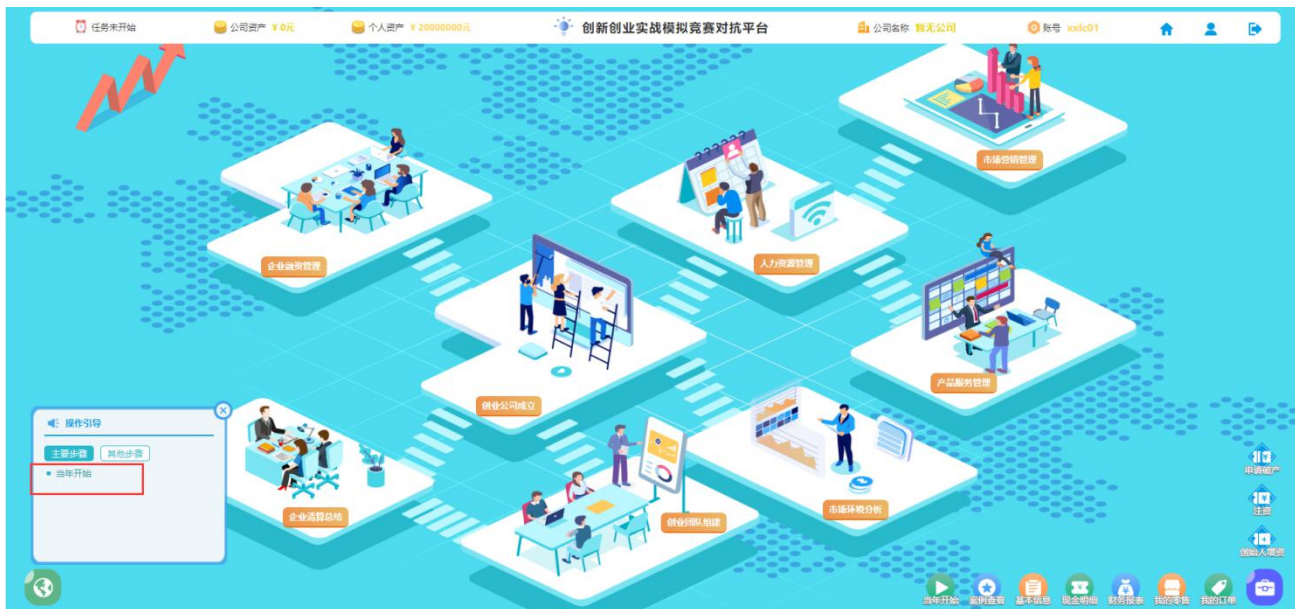 任务未开始
公司资产 ￥0元
个人资产 ￥20000000元
创新创业实战模拟竞赛对抗平台
公司名称 暂无公司
账号 xxlc01
市场营销管理
企业融资管理
人力资源管理
产品服务管理
创业公司成立
操作引导
主要步骤 其他步骤
当年开始
企业清算总结
创业团队组建
市场环境分析
申请破产
注资
创始人增资
当年开始 案例查看 基本信息 现金明细 财务报表 我的零售 我的订单